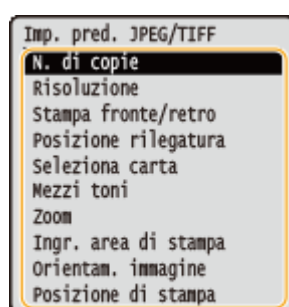 Imp. pred. JPEG/TIFF
N. di copie
Risoluzione
Stampa fronte/retro
Posizione rilegatura
Seleziona carta
Mezzi toni
Zoom
Ingr. area di stampa
Orientam. immagine
Posizione di stampa